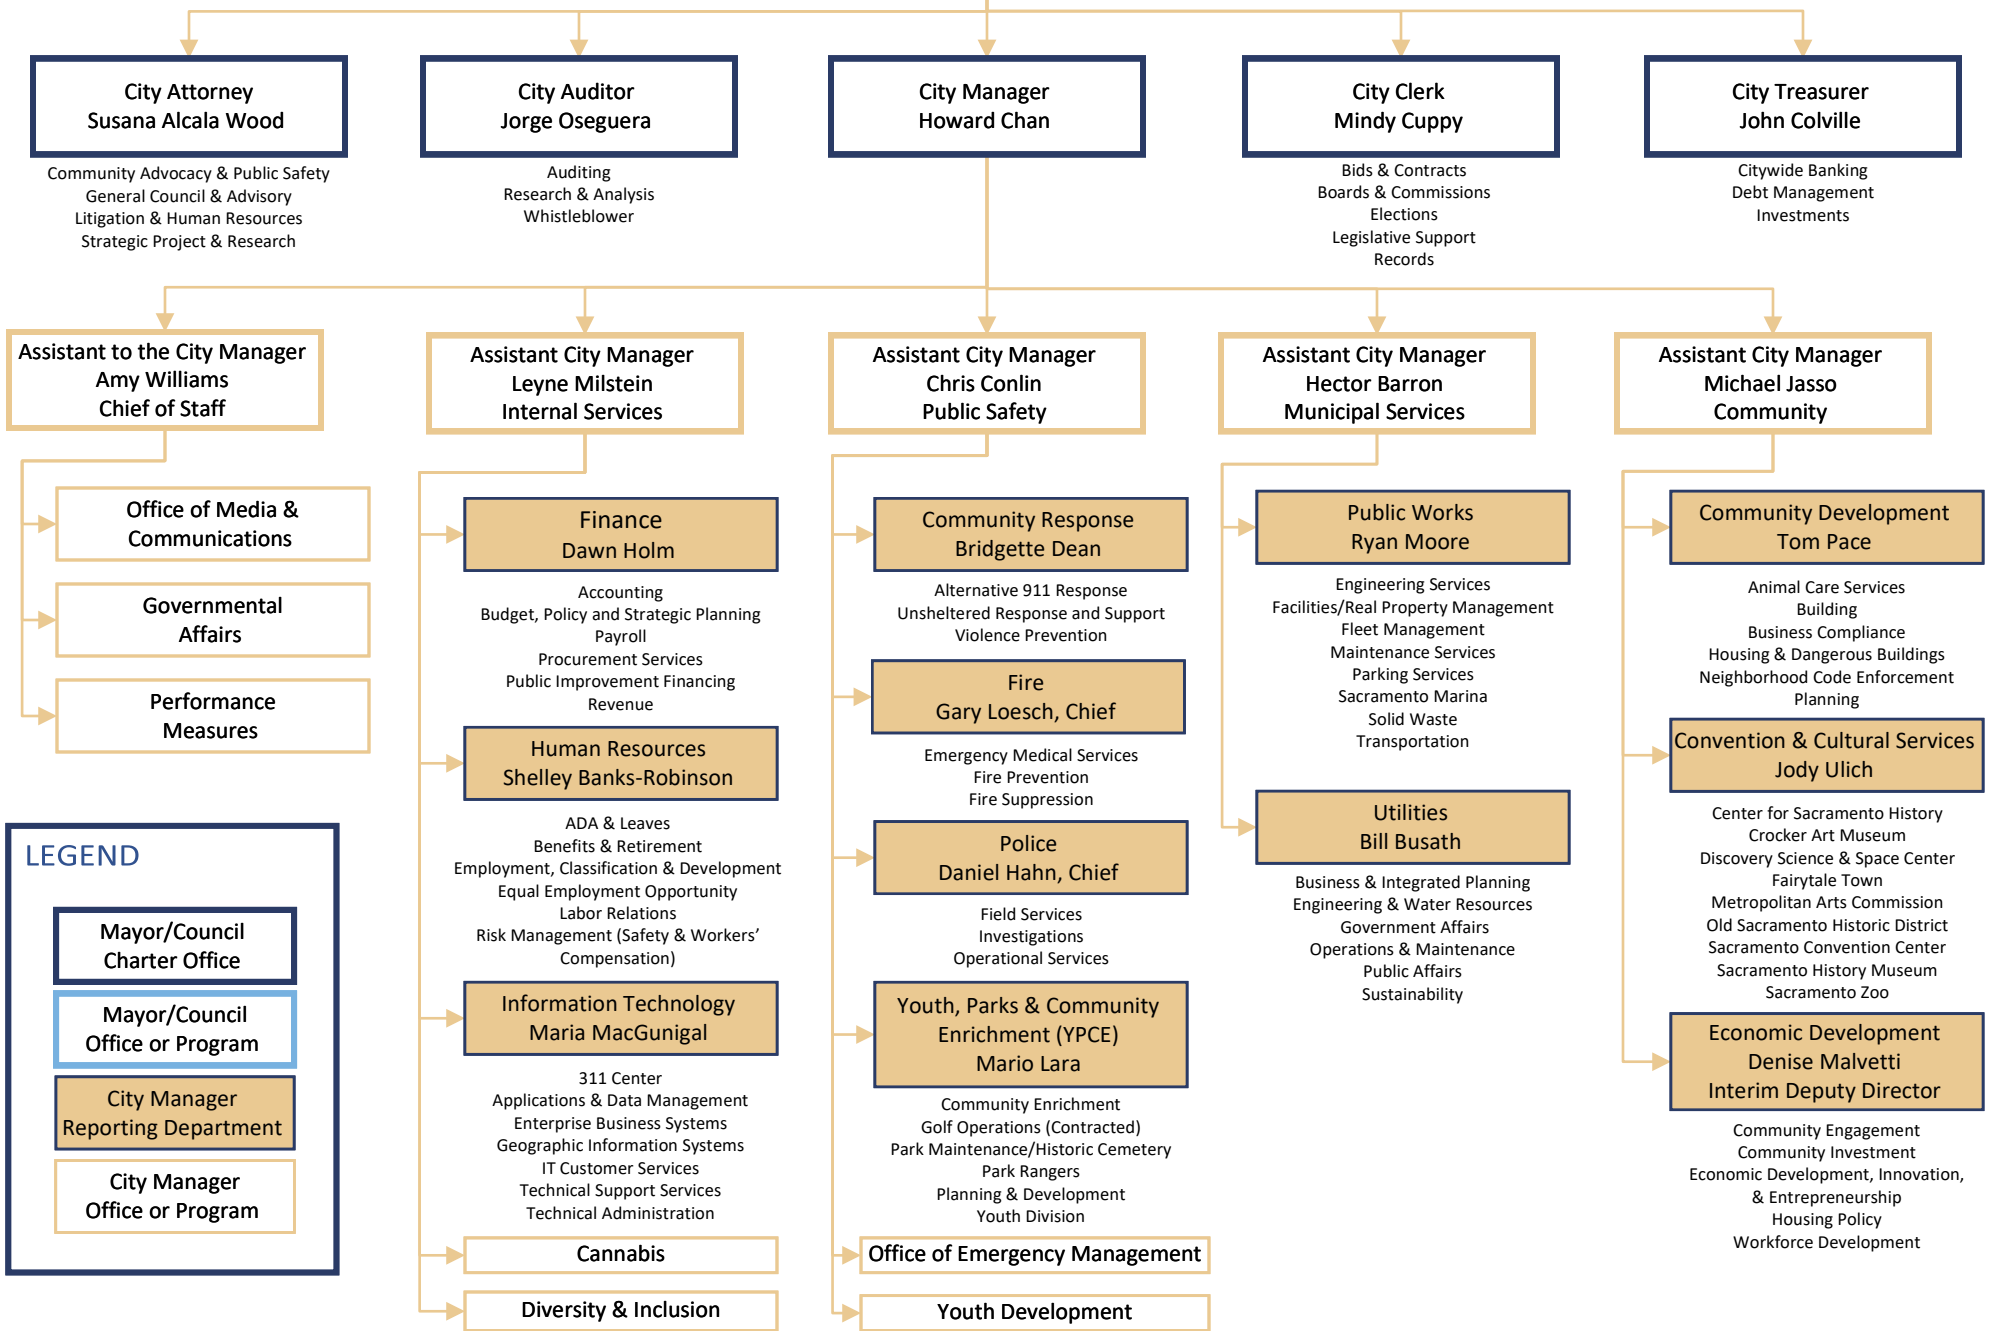 City Attorney
Susana Alcala Wood
Community Advocacy & Public Safety
General Council & Advisory
Litigation & Human Resources
Strategic Project & Research
City Auditor
Jorge Oseguera
Auditing
Research & Analysis
Whistleblower
City Manager
Howard Chan
City Clerk
Mindy Cuppy
Bids & Contracts
Boards & Commissions
Elections
Legislative Support
Records
City Treasurer
John Colville
Citywide Banking
Debt Management
Investments
Assistant to the City Manager
Amy Williams
Chief of Staff
Office of Media &
Communications
Governmental
Affairs
Performance
Measures
Assistant City Manager
Leyne Milstein
Internal Services
Finance
Dawn Holm
Accounting
Budget, Policy and Strategic Planning
Payroll
Procurement Services
Public Improvement Financing
Revenue
Human Resources
Shelley Banks-Robinson
ADA & Leaves
Benefits & Retirement
Employment, Classification & Development
Equal Employment Opportunity
Labor Relations
Risk Management (Safety & Workers’
Compensation)
Information Technology
Maria MacGunigal
311 Center
Applications & Data Management
Enterprise Business Systems
Geographic Information Systems
IT Customer Services
Technical Support Services
Technical Administration
Cannabis
Diversity & Inclusion
Assistant City Manager
Chris Conlin
Public Safety
Community Response
Bridgette Dean
Alternative 911 Response
Unsheltered Response and Support
Violence Prevention
Fire
Gary Loesch, Chief
Emergency Medical Services
Fire Prevention
Fire Suppression
Police
Daniel Hahn, Chief
Field Services
Investigations
Operational Services
Youth, Parks & Community
Enrichment (YPCE)
Mario Lara
Community Enrichment
Golf Operations (Contracted)
Park Maintenance/Historic Cemetery
Park Rangers
Planning & Development
Youth Division
Office of Emergency Management
Youth Development
Assistant City Manager
Hector Barron
Municipal Services
Public Works
Ryan Moore
Engineering Services
Facilities/Real Property Management
Fleet Management
Maintenance Services
Parking Services
Sacramento Marina
Solid Waste
Transportation
Utilities
Bill Busath
Business & Integrated Planning
Engineering & Water Resources
Government Affairs
Operations & Maintenance
Public Affairs
Sustainability
Assistant City Manager
Michael Jasso
Community
Community Development
Tom Pace
Animal Care Services
Building
Business Compliance
Housing & Dangerous Buildings
Neighborhood Code Enforcement
Planning
Convention & Cultural Services
Jody Ulich
Center for Sacramento History
Crocker Art Museum
Discovery Science & Space Center
Fairytale Town
Metropolitan Arts Commission
Old Sacramento Historic District
Sacramento Convention Center
Sacramento History Museum
Sacramento Zoo
Economic Development
Denise Malvetti
Interim Deputy Director
Community Engagement
Community Investment
Economic Development, Innovation,
& Entrepreneurship
Housing Policy
Workforce Development
LEGEND
Mayor/Council
Charter Office
Mayor/Council
Office or Program
City Manager
Reporting Department
City Manager
Office or Program